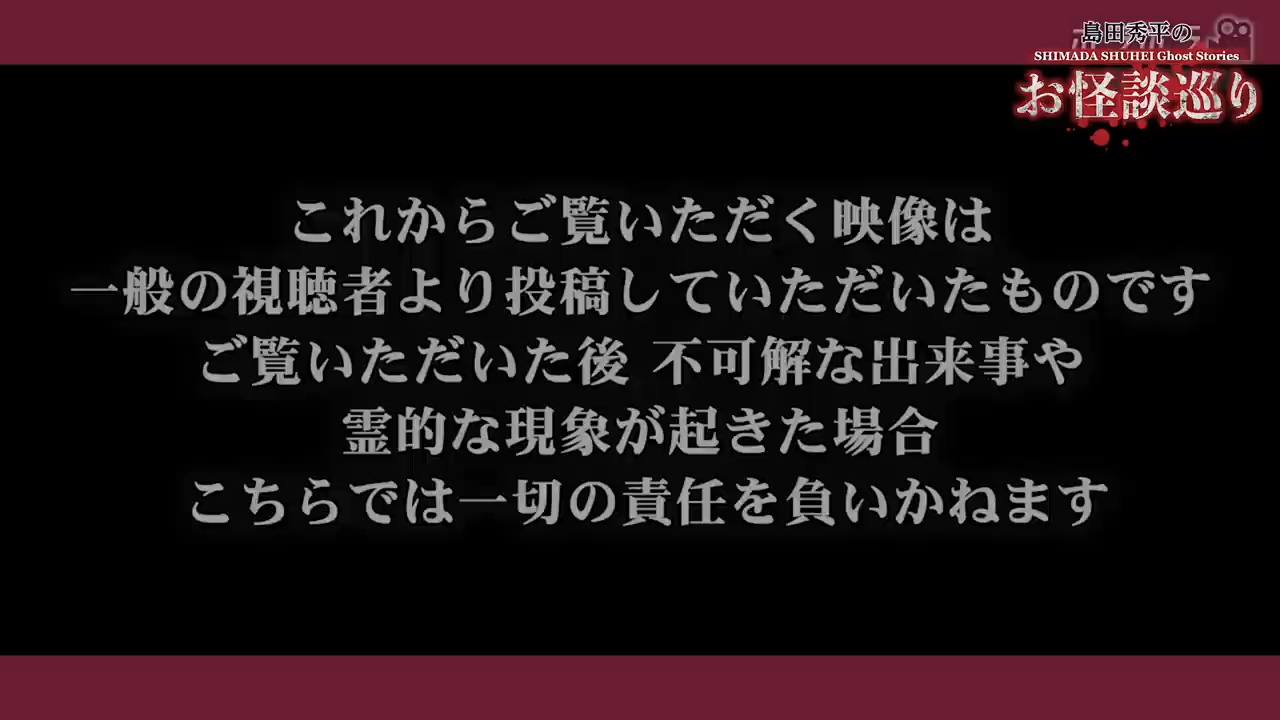 島田秀平の
SHIMADA SHUHEI Ghost Stories
お怪談巡り
これからご覧いただく映像は
一般の視聴者より投稿していただいたものです
ご覧いただいた後 不可解な出来事や
霊的な現象が起きた場合
こちらでは一切の責任を負いかねます